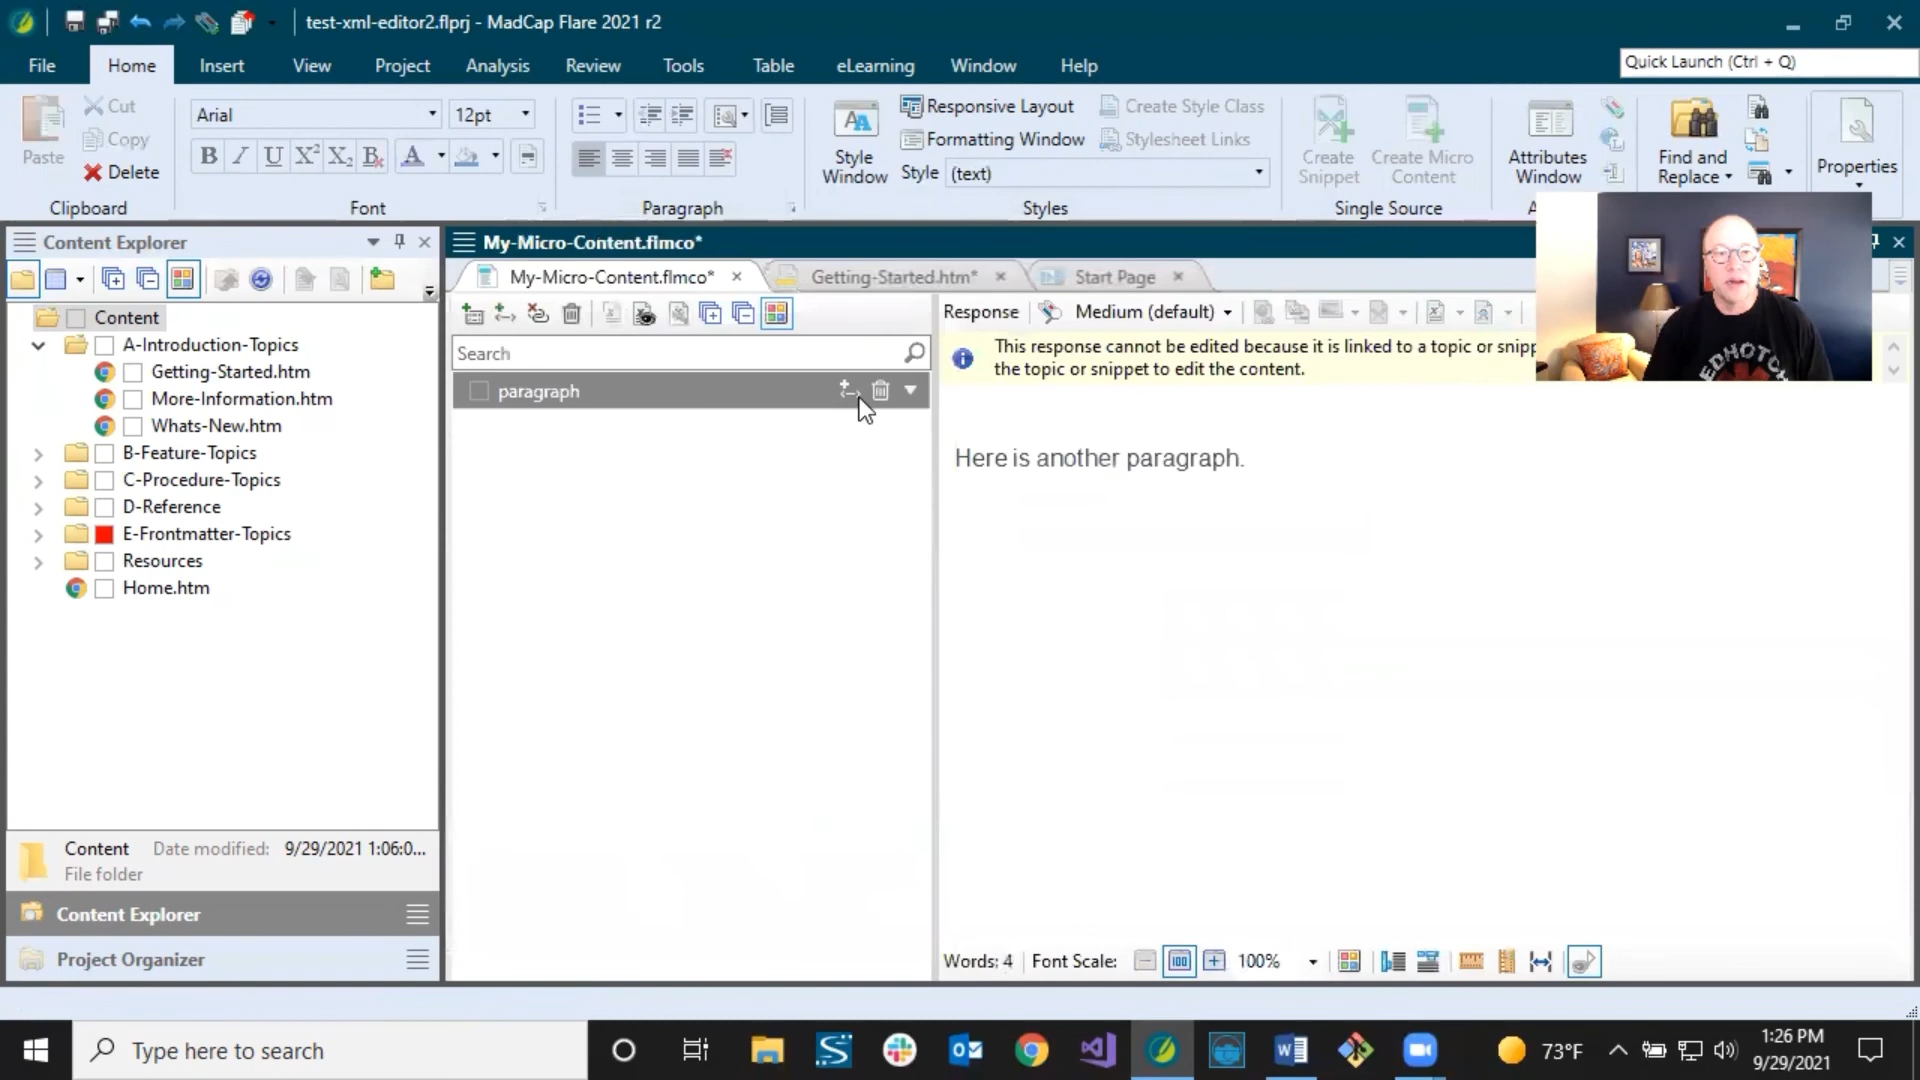 test-xml-editor2.flprj - MadCap Flare 2021 r2
File Home Insert View Project Analysis Review Tools Table eLearning Window Help
Quick Launch (Ctrl + Q)
Paste
Cut
Copy
Delete
Clipboard
Arial 12pt
B I U X² X₂ B
A
Font
Paragraph
Style Window
Responsive Layout
Formatting Window
Style (text)
Create Style Class
Stylesheet Links
Styles
Create Snippet
Create Micro Content
Single Source
Attributes Window
Find and Replace
Properties
Content Explorer
Content
A-Introduction-Topics
Getting-Started.htm
More-Information.htm
Whats-New.htm
B-Feature-Topics
C-Procedure-Topics
D-Reference
E-Frontmatter-Topics
Resources
Home.htm
Content Date modified: 9/29/2021 1:06:0...
File folder
Content Explorer
Project Organizer
My-Micro-Content.flmco*
My-Micro-Content.flmco* Getting-Started.htm* Start Page
Search
paragraph
Response Medium (default)
This response cannot be edited because it is linked to a topic or
the topic or snippet to edit the content.
Here is another paragraph.
Words: 4 Font Scale: 100 100%
Type here to search
73°F
1:26 PM
9/29/2021